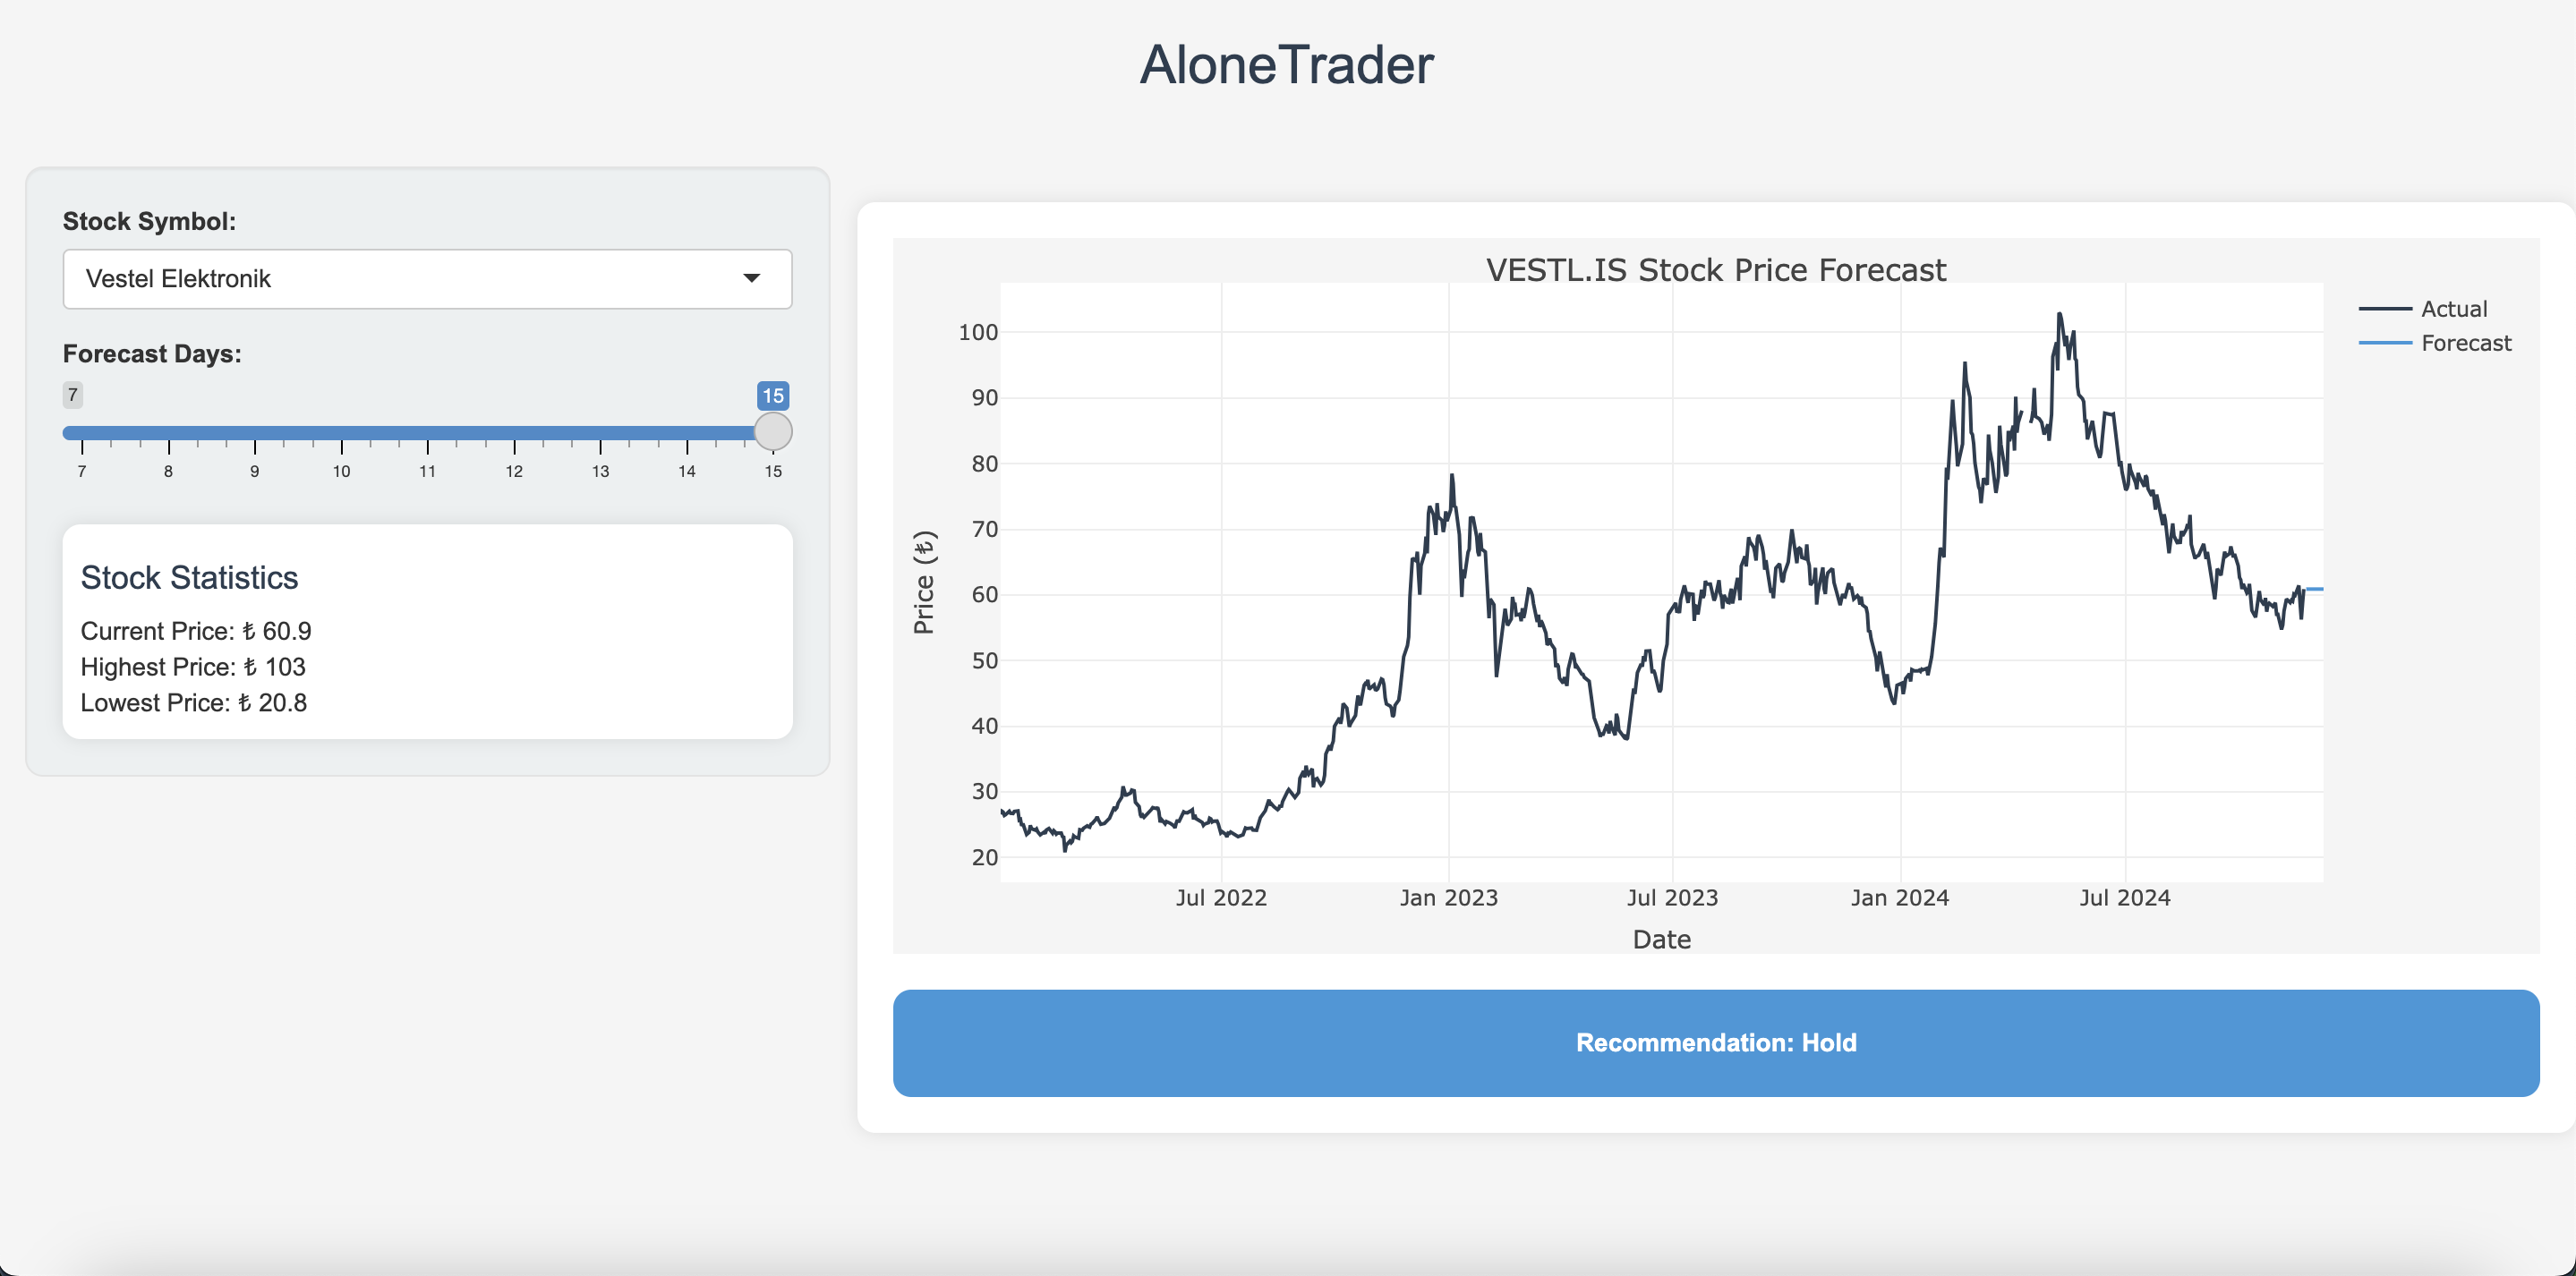 AloneTrader
Stock Symbol:
Vestel Elektronik
Forecast Days:
7
15
7 8 9 10 11 12 13 14 15
Stock Statistics
Current Price: ₺ 60.9
Highest Price: ₺ 103
Lowest Price: ₺ 20.8
VESTL.IS Stock Price Forecast
Actual
Forecast
Price (₺)
100
90
80
70
60
50
40
30
20
Jul 2022 Jan 2023 Jul 2023 Jan 2024 Jul 2024
Date
Recommendation: Hold